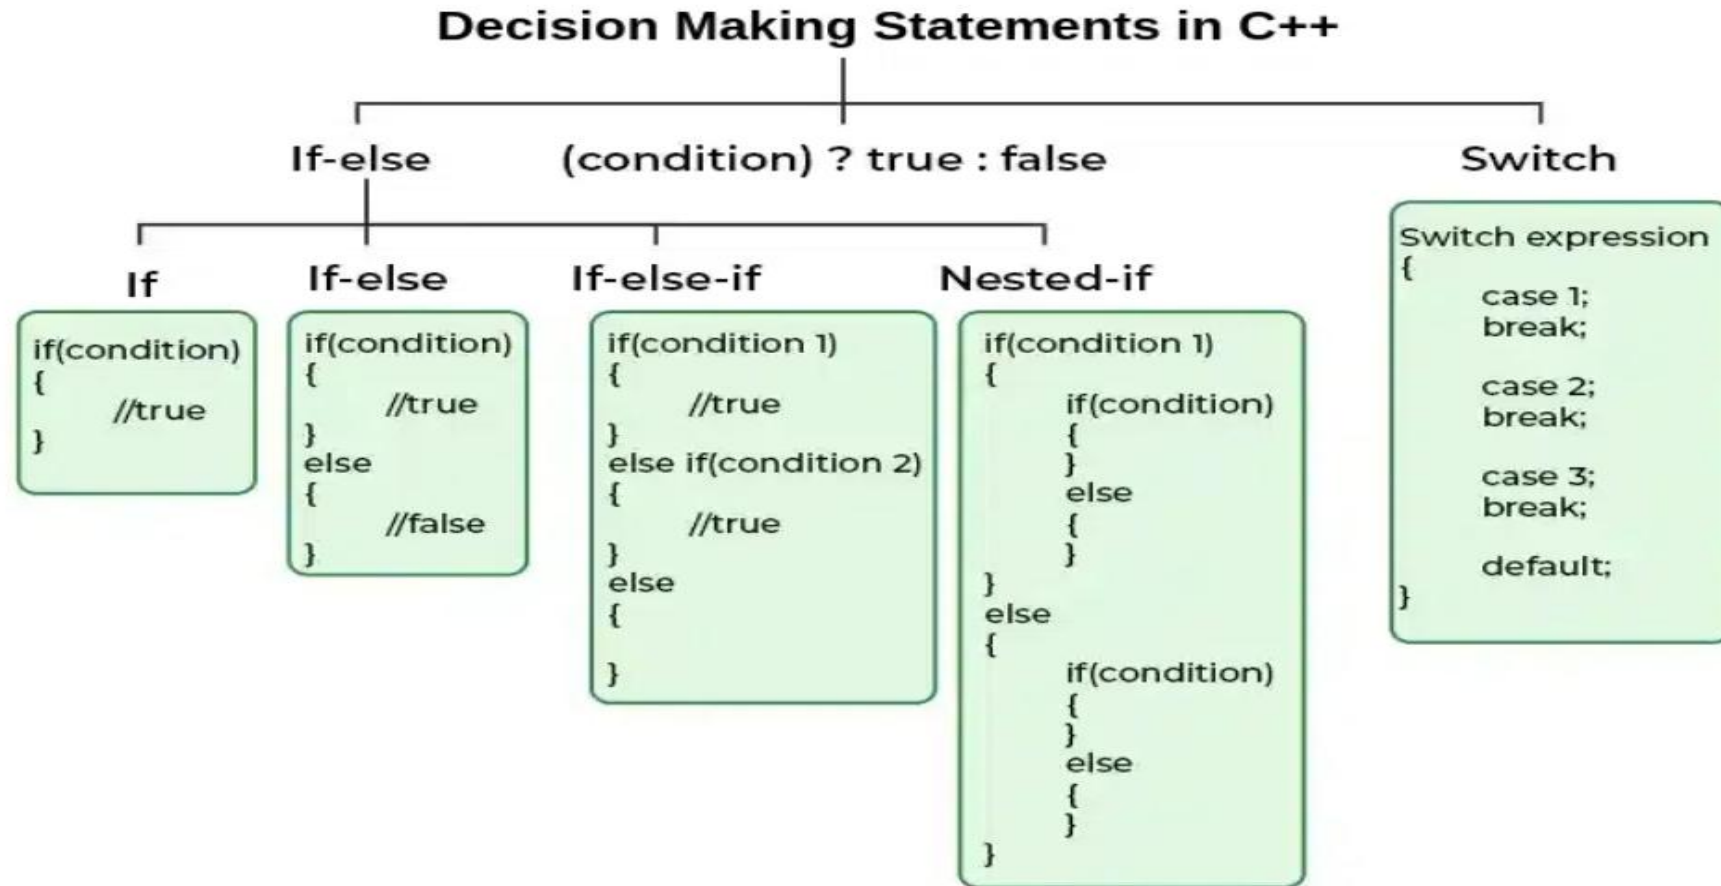 Decision Making Statements in C++
If-else
(condition) ? true : false
Switch
If
if(condition)
{
//true
}
If-else
if(condition)
{
//true
}
else
{
//false
}
If-else-if
if(condition 1)
{
//true
}
else if(condition 2)
{
//true
}
else
{
}
Nested-if
if(condition 1)
{
if(condition)
{
}
else
{
}
}
else
{
if(condition)
{
}
else
{
}
}
Switch expression
{
case 1;
break;
case 2;
break;
case 3;
break;
default;
}